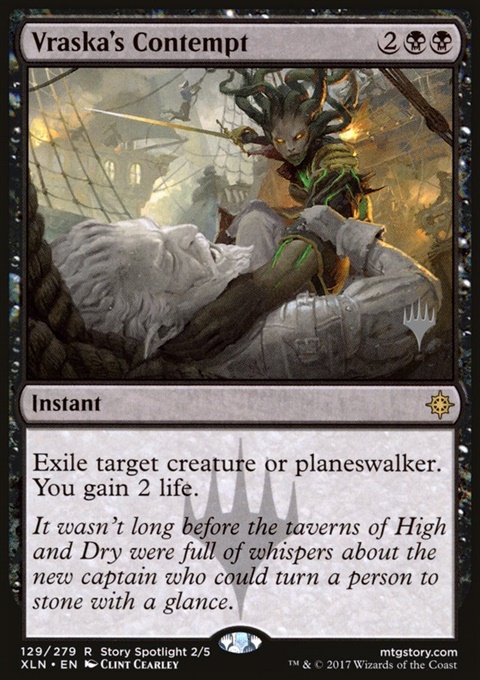 Vraska's Contempt 2
Instant
Exile target creature or planeswalker.
You gain 2 life.
It wasn't long before the taverns of High
and Dry were full of whispers about the
new captain who could turn a person to
stone with a glance.
129/279 R Story Spotlight 2/5 mtgstory.com
XLN • EN Clint Cearley ™ & © 2017 Wizards of the Coast